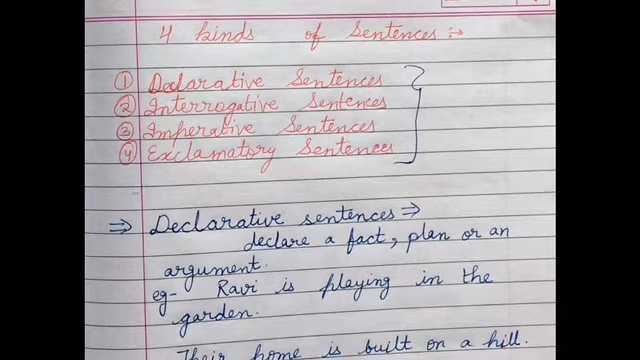 4 kinds of Sentences :→
① Declarative Sentences
② Interrogative Sentences
③ Imperative Sentences
④ Exclamatory Sentences
⇒ Declarative sentences ⇒
declare a fact, plan or an
argument.
eg- Ravi is playing in the
garden.
Their home is built on a hill.